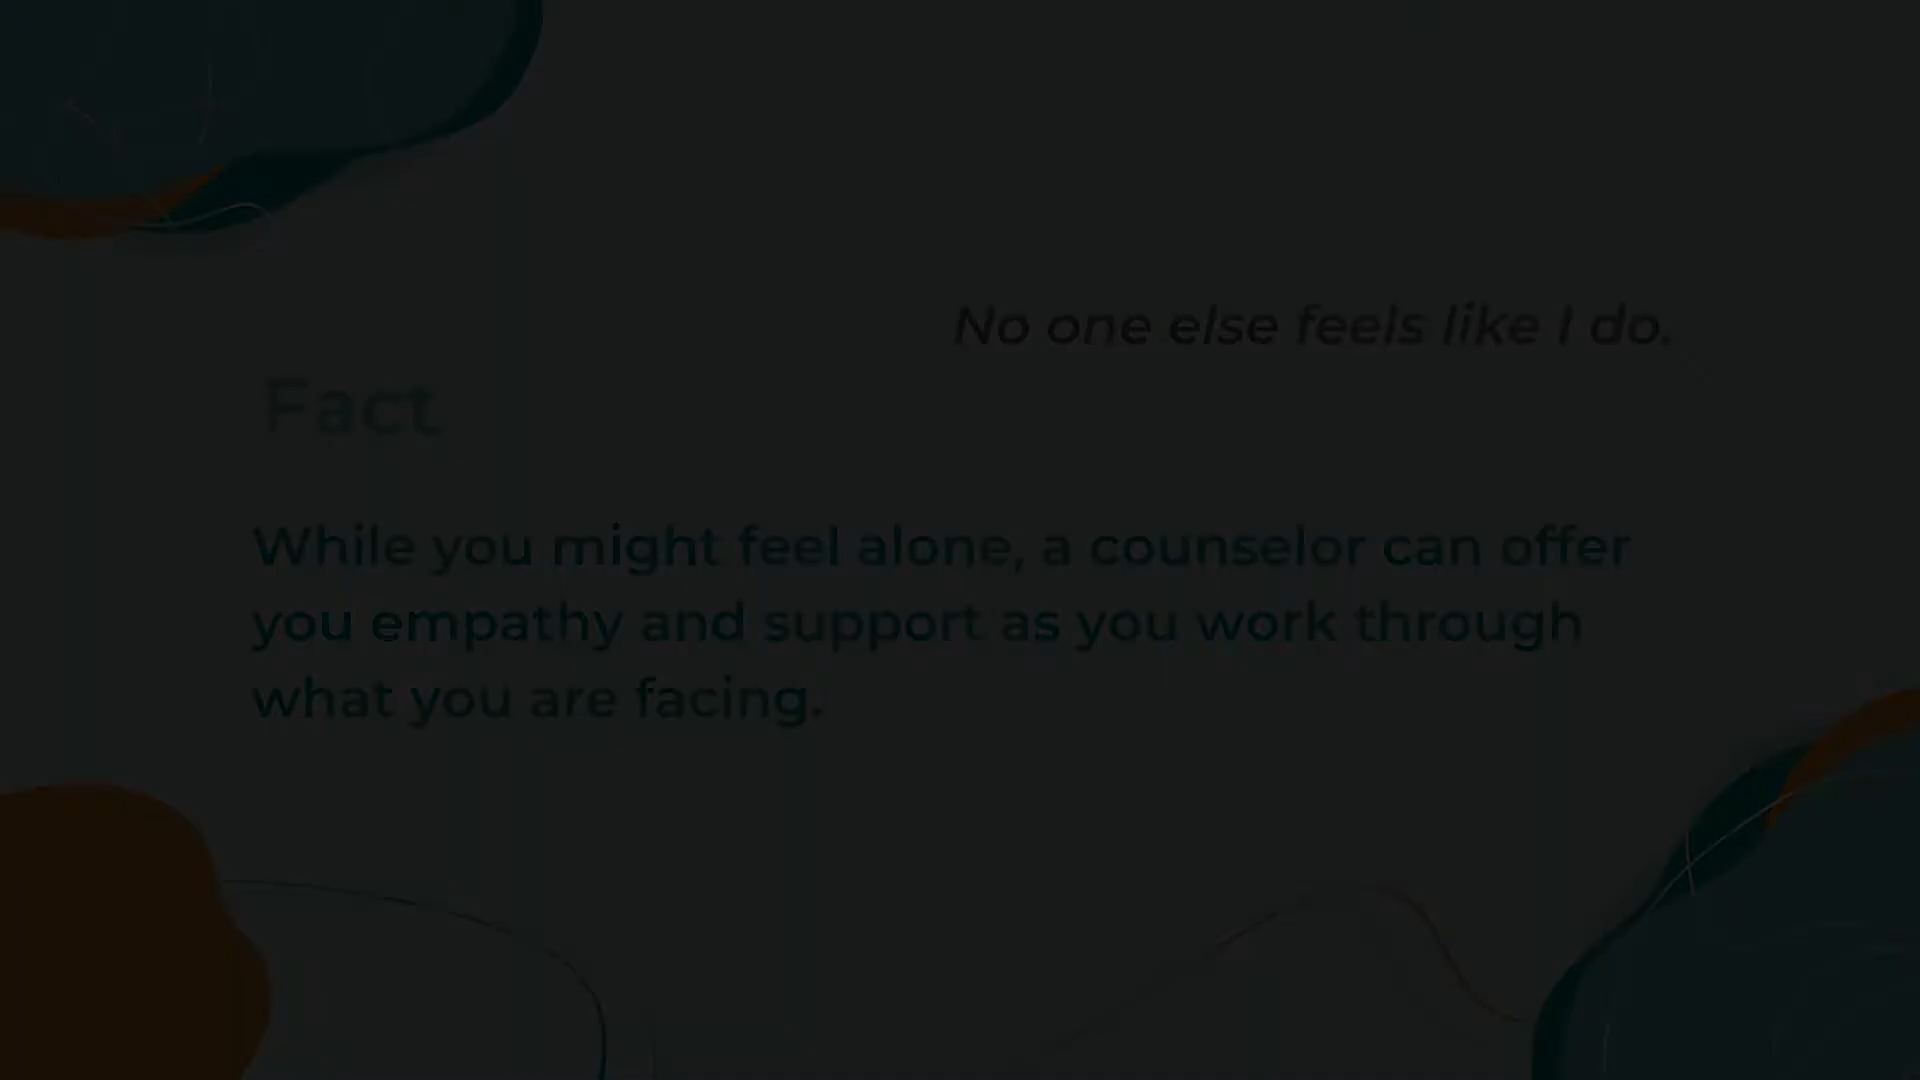 No one else feels like I do.
Fact
While you might feel alone, a counselor can offer
you empathy and support as you work through
what you are facing.